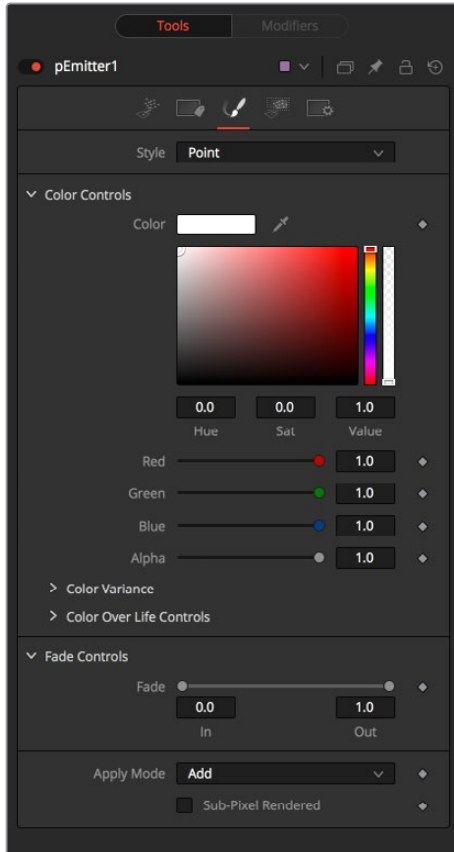 Tools Modifiers
pEmitter1
Style Point
Color Controls
Color
0.0 0.0 1.0
Hue Sat Value
Red 1.0
Green 1.0
Blue 1.0
Alpha 1.0
Color Variance
Color Over Life Controls
Fade Controls
Fade
0.0 1.0
In Out
Apply Mode Add
Sub-Pixel Rendered